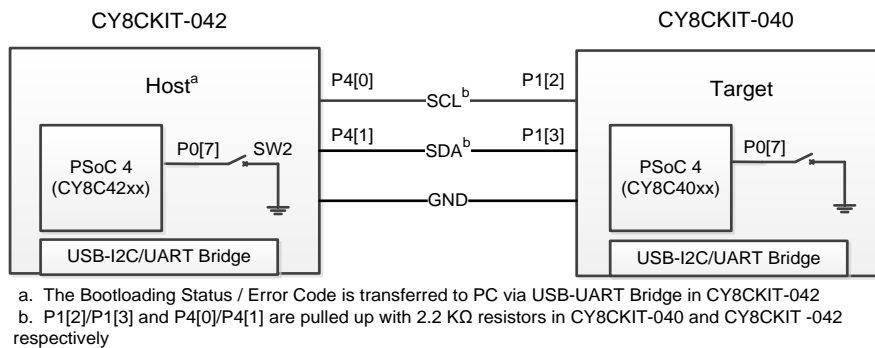 CY8CKIT-042
CY8CKIT-040
Hostᵃ
P4[0]
SCLᵇ
P1[2]
Target
P4[1]
SDAᵇ
P1[3]
PSoC 4
(CY8C42xx)
P0[7]
SW2
GND
PSoC 4
(CY8C40xx)
P0[7]
USB-I2C/UART Bridge
USB-I2C/UART Bridge
a. The Bootloading Status / Error Code is transferred to PC via USB-UART Bridge in CY8CKIT-042
b. P1[2]/P1[3] and P4[0]/P4[1] are pulled up with 2.2 KΩ resistors in CY8CKIT-040 and CY8CKIT -042
respectively